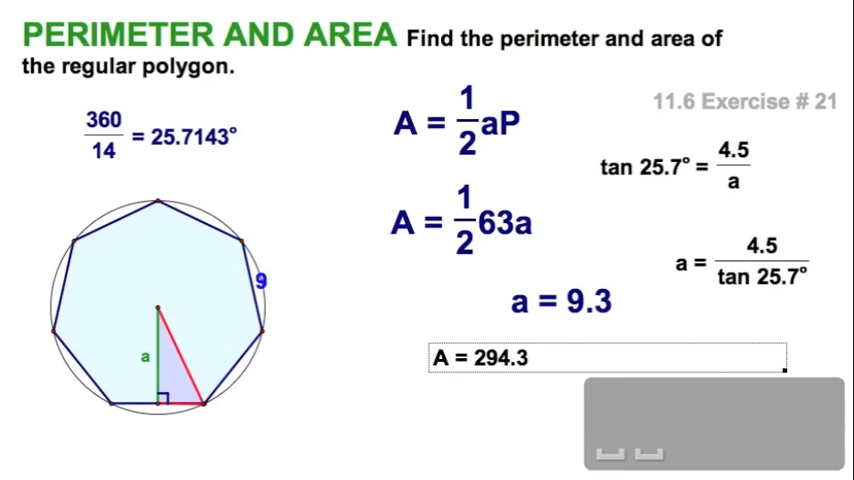 PERIMETER AND AREA Find the perimeter and area of
the regular polygon.
11.6 Exercise # 21
360/14 = 25.7143°
A = 1/2 aP
tan 25.7° = 4.5/a
A = 1/2 63a
a = 4.5/tan 25.7°
9
a = 9.3
a
A = 294.3